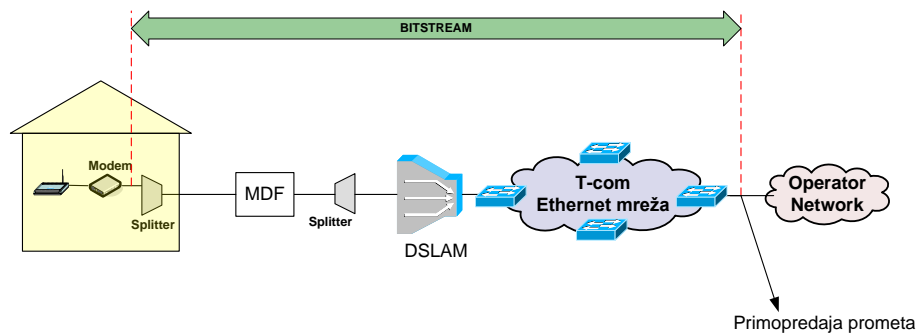 BITSTREAM
Modem
Splitter
MDF
Splitter
DSLAM
T-com
Ethernet mreža
Operator
Network
Primopredaja prometa